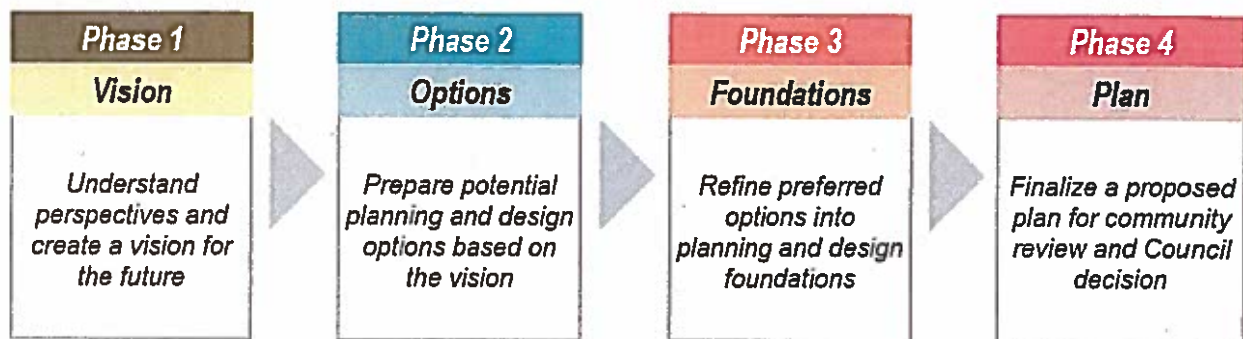 Phase 1
Vision
Understand
perspectives and
create a vision for
the future
Phase 2
Options
Prepare potential
planning and design
options based on
the vision
Phase 3
Foundations
Refine preferred
options into
planning and design
foundations
Phase 4
Plan
Finalize a proposed
plan for community
review and Council
decision